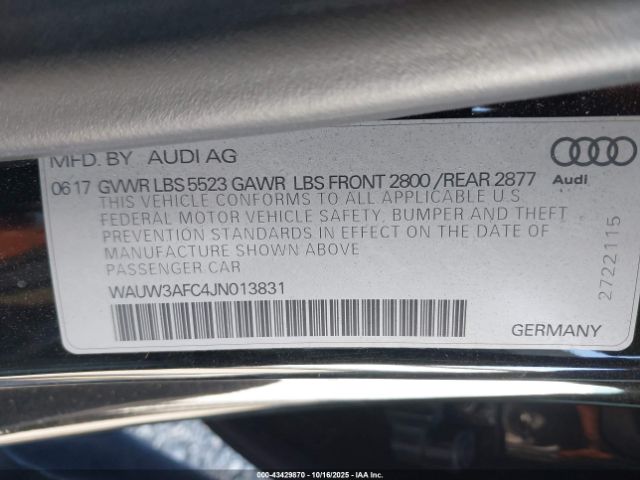 MFD. BY AUDI AG
0617 GVWR LBS 5523 GAWR LBS FRONT 2800 /REAR 2877
THIS VEHICLE CONFORMS TO ALL APPLICABLE U.S
FEDERAL MOTOR VEHICLE SAFETY, BUMPER AND THEFT
PREVENTION STANDARDS IN EFFECT ON THE DATE OF
MANUFACTURE SHOWN ABOVE
PASSENGER CAR
WAUW3AFC4JN013831
Audi
2722115
GERMANY
000-43429870 | 10/16/2025 | IAA Inc.